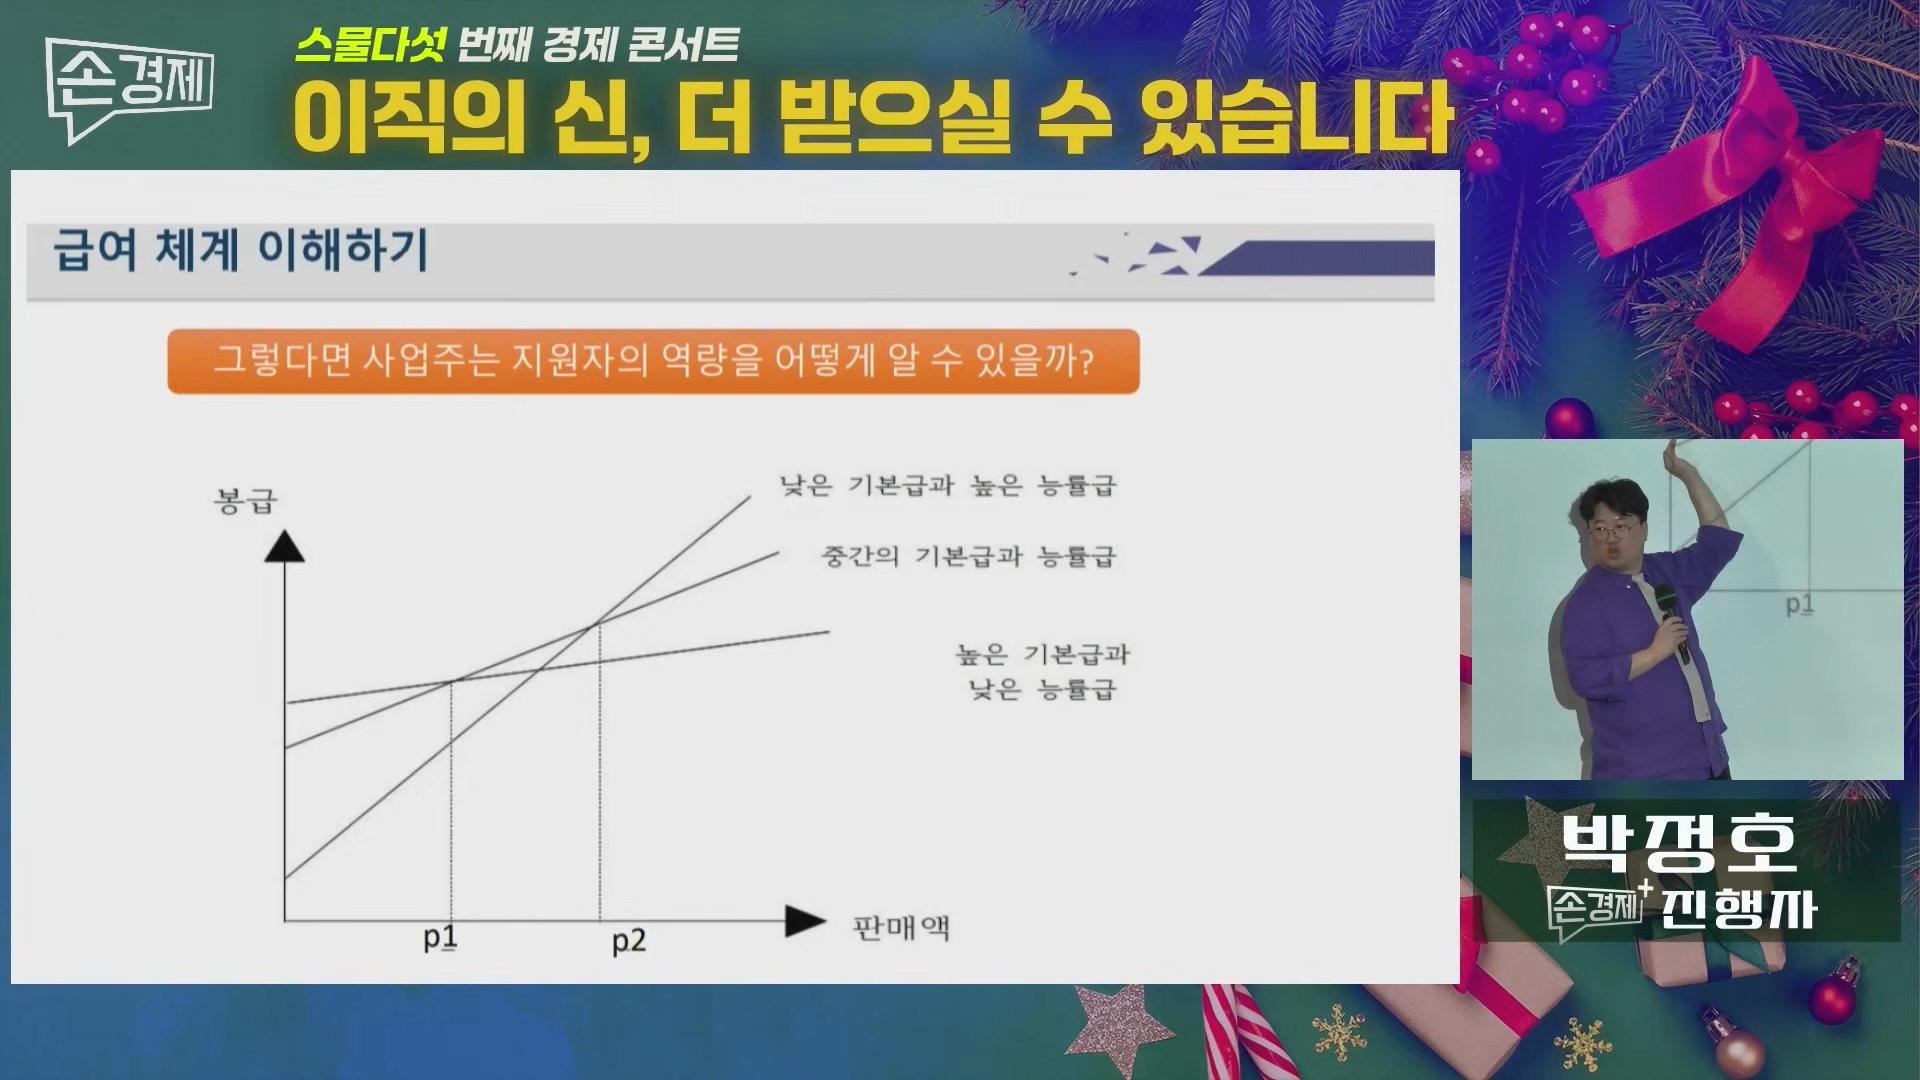 손경제
스물다섯 번째 경제 콘서트
이직의 신, 더 받으실 수 있습니다
급여 체계 이해하기
그렇다면 사업주는 지원자의 역량을 어떻게 알 수 있을까?
봉급
낮은 기본급과 높은 능률급
중간의 기본급과 능률급
높은 기본급과
낮은 능률급
p1
p2
판매액
p1
박정호
손경제+ 진행자